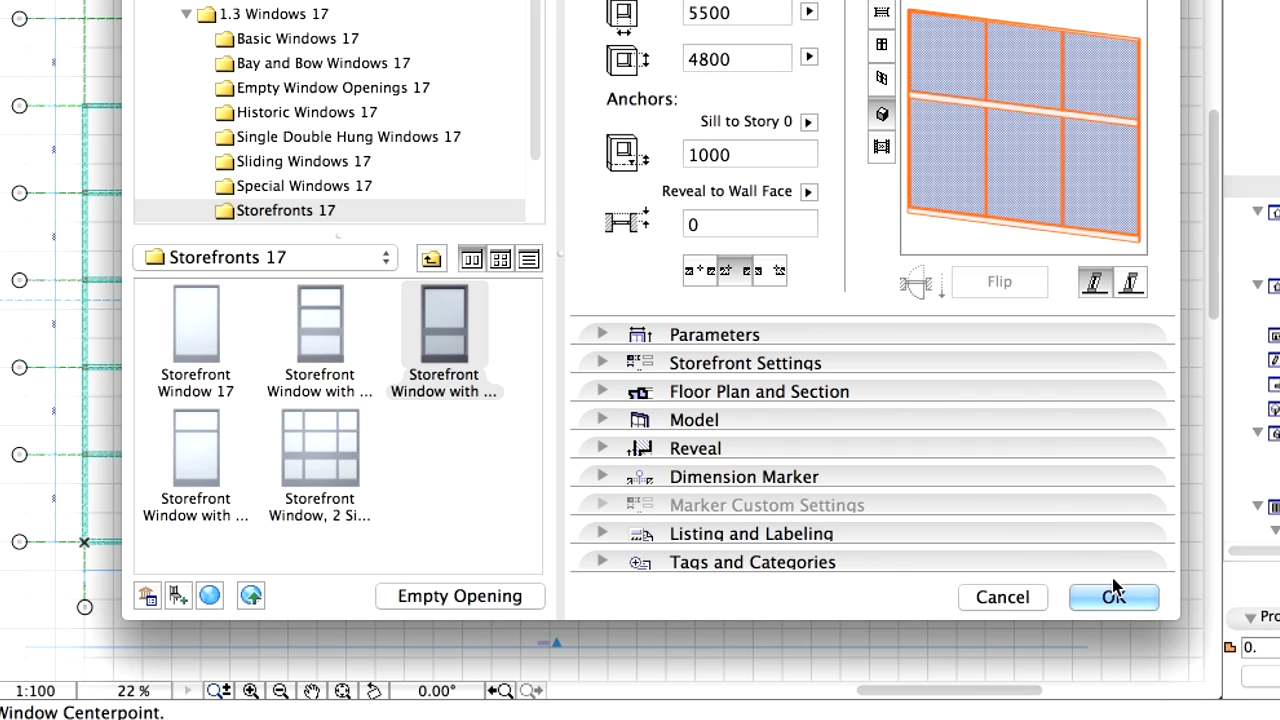 1.3 Windows 17
Basic Windows 17
Bay and Bow Windows 17
Empty Window Openings 17
Historic Windows 17
Single Double Hung Windows 17
Sliding Windows 17
Special Windows 17
Storefronts 17
Storefronts 17
Storefront
Window 17
Storefront
Window with ...
Storefront
Window with ...
Storefront
Window with ...
Storefront
Window, 2 Si...
Empty Opening
5500
4800
Anchors:
Sill to Story 0
1000
Reveal to Wall Face
0
Flip
Parameters
Storefront Settings
Floor Plan and Section
Model
Reveal
Dimension Marker
Marker Custom Settings
Listing and Labeling
Tags and Categories
Cancel
OK
Pro
0.
1:100
22 %
0.00°
Window Centerpoint.